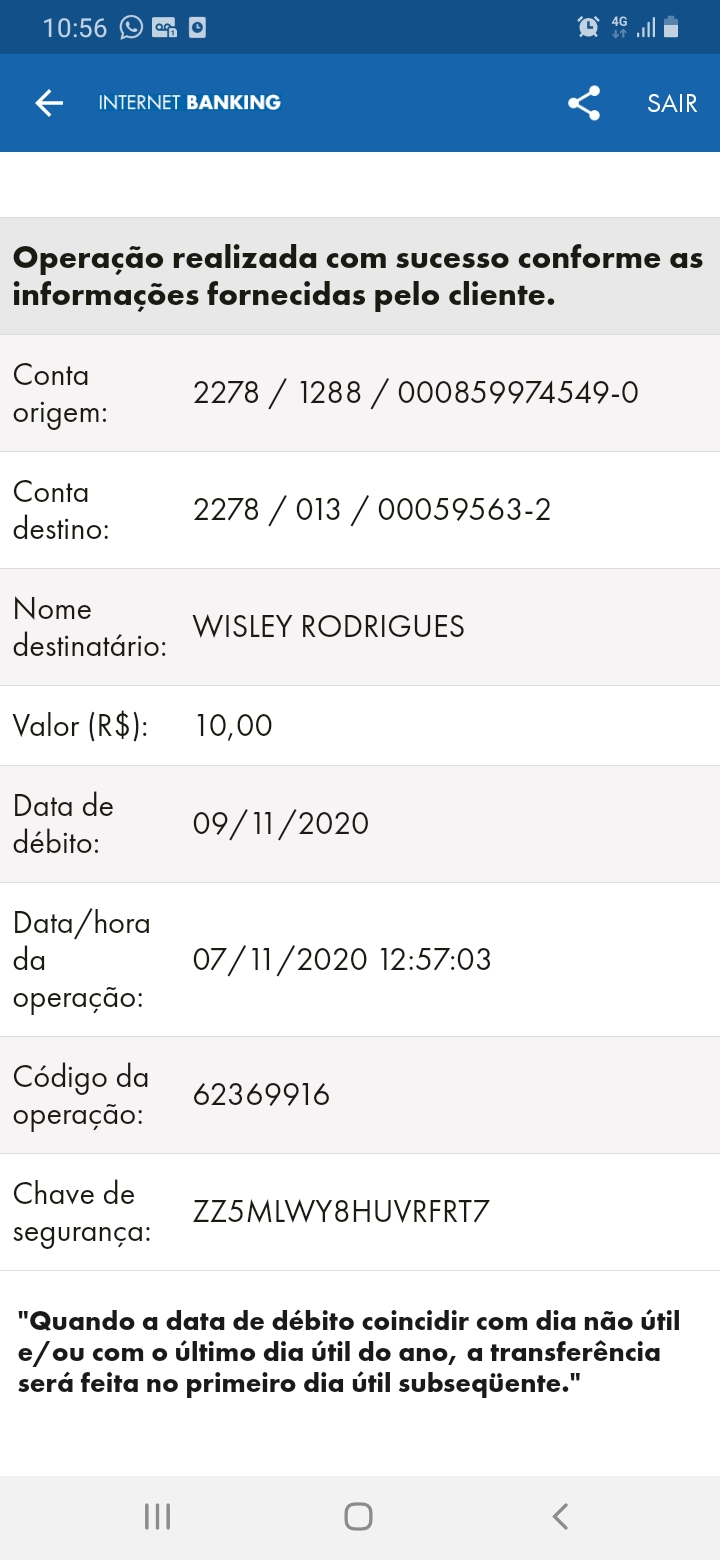 10:56
4G
INTERNET BANKING
SAIR
Operação realizada com sucesso conforme as
informações fornecidas pelo cliente.
Conta
origem:
2278 / 1288 / 000859974549-0
Conta
destino:
2278 / 013 / 00059563-2
Nome
destinatário:
WISLEY RODRIGUES
Valor (R$):
10,00
Data de
débito:
09/11/2020
Data/hora
da
operação:
07/11/2020 12:57:03
Código da
operação:
62369916
Chave de
segurança:
ZZ5MLWY8HUVRFRT7
"Quando a data de débito coincidir com dia não útil
e/ou com o último dia útil do ano, a transferência
será feita no primeiro dia útil subseqüente."